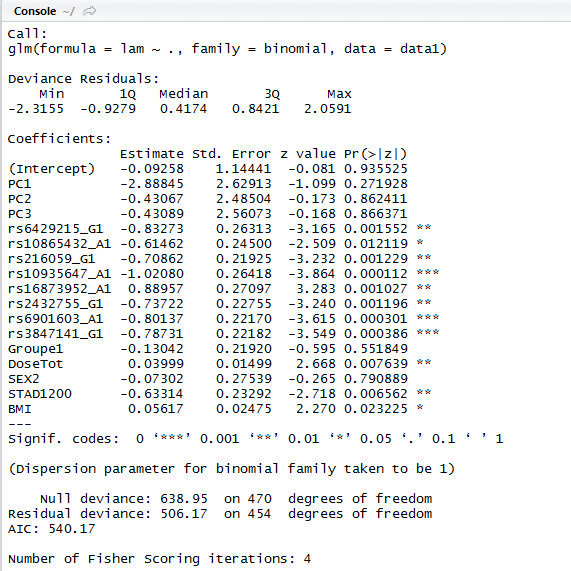 Console ~/
Call:
glm(formula = lam ~ ., family = binomial, data = data1)
Deviance Residuals:
    Min       1Q   Median       3Q      Max
-2.3155  -0.9279   0.4174   0.8421   2.0591
Coefficients:
              Estimate Std. Error z value Pr(>|z|)
(Intercept)   -0.09258    1.14441  -0.081 0.935525
PC1           -2.88845    2.62913  -1.099 0.271928
PC2           -0.43067    2.48504  -0.173 0.862411
PC3           -0.43089    2.56073  -0.168 0.866371
rs6429215_G1  -0.83273    0.26313  -3.165 0.001552 **
rs10865432_A1 -0.61462    0.24500  -2.509 0.012119 *
rs216059_G1   -0.70862    0.21925  -3.232 0.001229 **
rs10935647_A1 -1.02080    0.26418  -3.864 0.000112 ***
rs16873952_A1  0.88957    0.27097   3.283 0.001027 **
rs2432755_G1  -0.73722    0.22755  -3.240 0.001196 **
rs6901603_A1  -0.80137    0.22170  -3.615 0.000301 ***
rs3847141_G1  -0.78731    0.22182  -3.549 0.000386 ***
Groupe1       -0.13042    0.21920  -0.595 0.551849
DoseTot        0.03999    0.01499   2.668 0.007639 **
SEX2          -0.07302    0.27539  -0.265 0.790889
STAD1200      -0.63314    0.23292  -2.718 0.006562 **
BMI            0.05617    0.02475   2.270 0.023225 *
---
Signif. codes:  0 ‘***’ 0.001 ‘**’ 0.01 ‘*’ 0.05 ‘.’ 0.1 ‘ ’ 1
(Dispersion parameter for binomial family taken to be 1)
    Null deviance: 638.95  on 470  degrees of freedom
Residual deviance: 506.17  on 454  degrees of freedom
AIC: 540.17
Number of Fisher Scoring iterations: 4